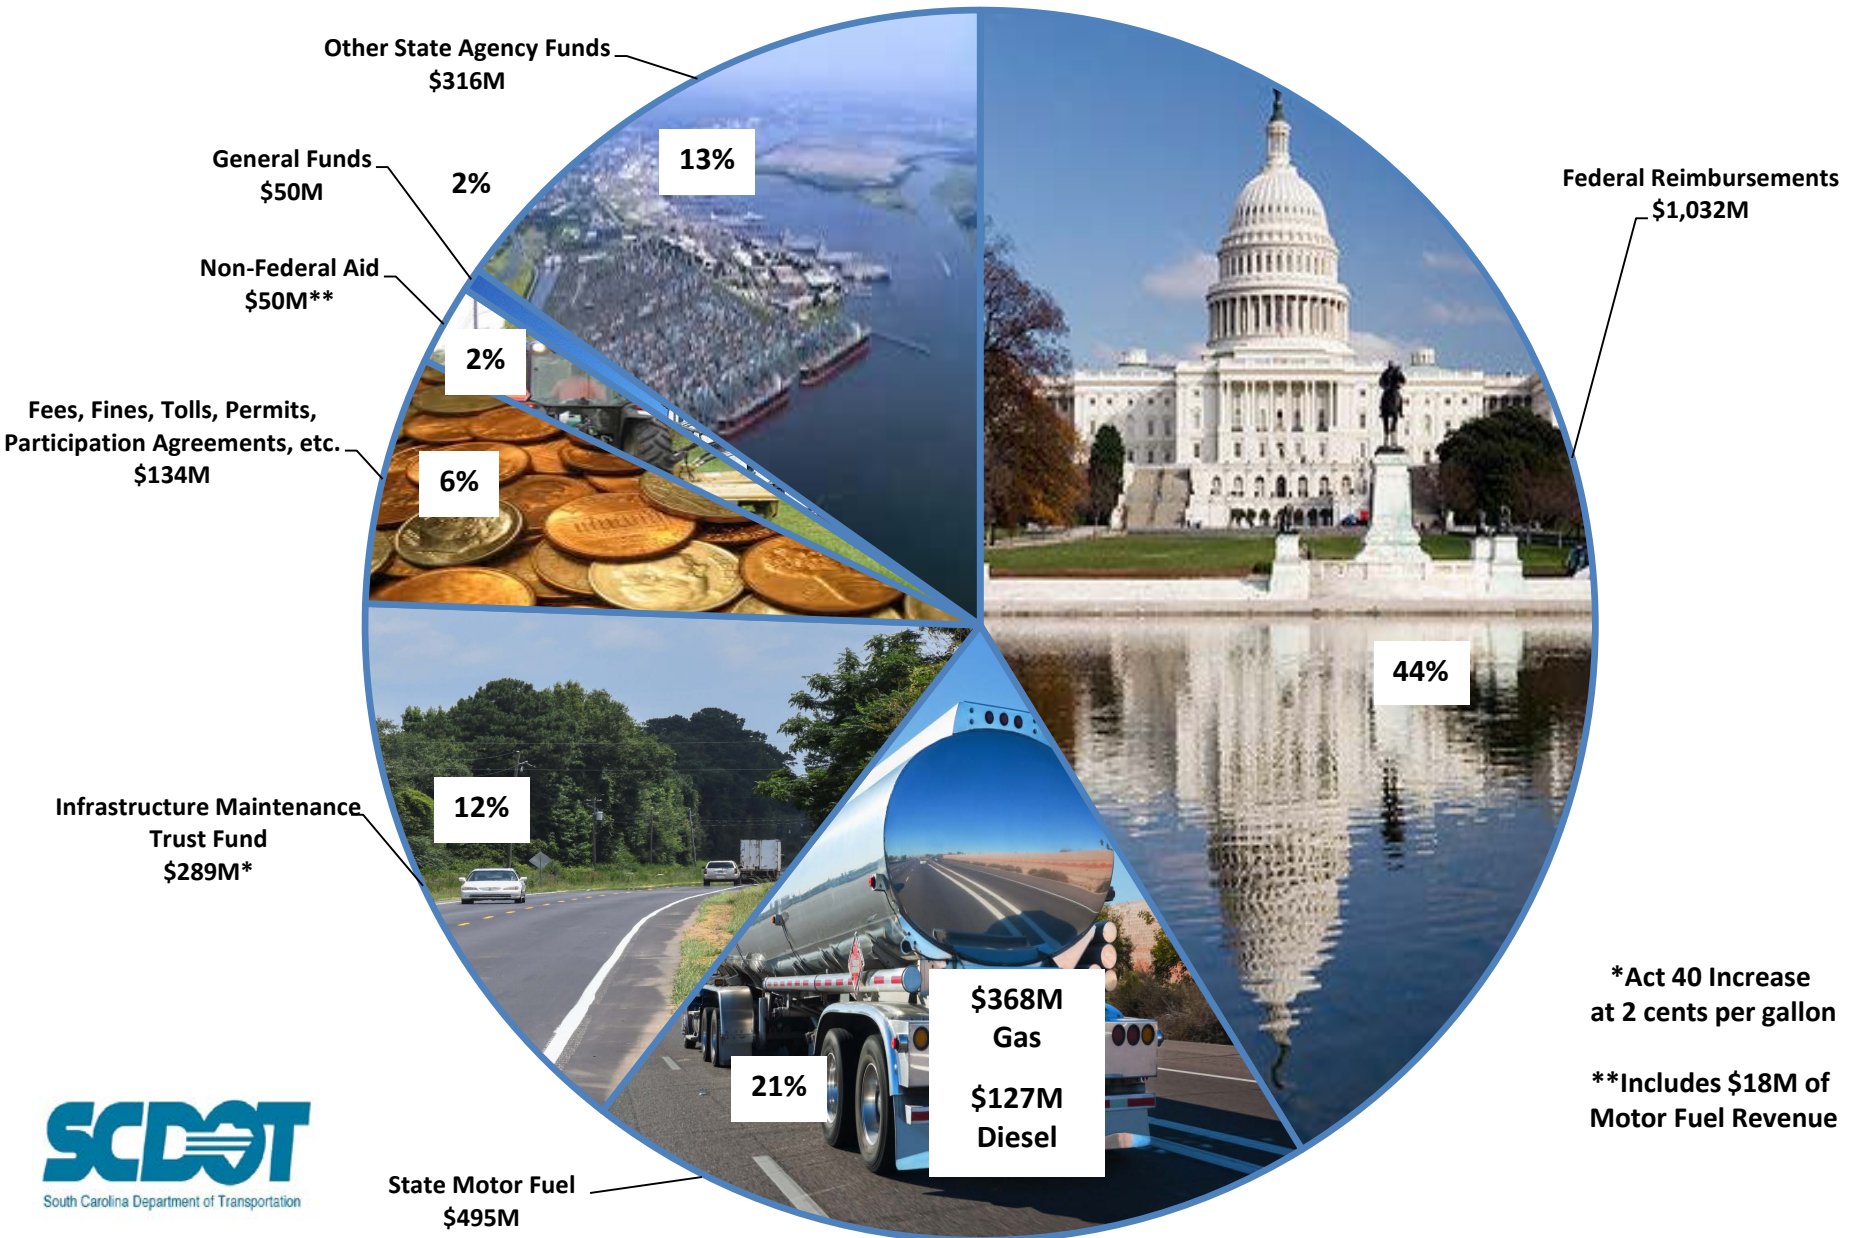 Other State Agency Funds
$316M
13%
General Funds
$50M
2%
Non-Federal Aid
$50M**
2%
Fees, Fines, Tolls, Permits,
Participation Agreements, etc.
$134M
6%
Infrastructure Maintenance
Trust Fund
$289M*
12%
State Motor Fuel
$495M
21%
$368M
Gas
$127M
Diesel
Federal Reimbursements
$1,032M
44%
*Act 40 Increase
at 2 cents per gallon
**Includes $18M of
Motor Fuel Revenue
SCDOT
South Carolina Department of Transportation